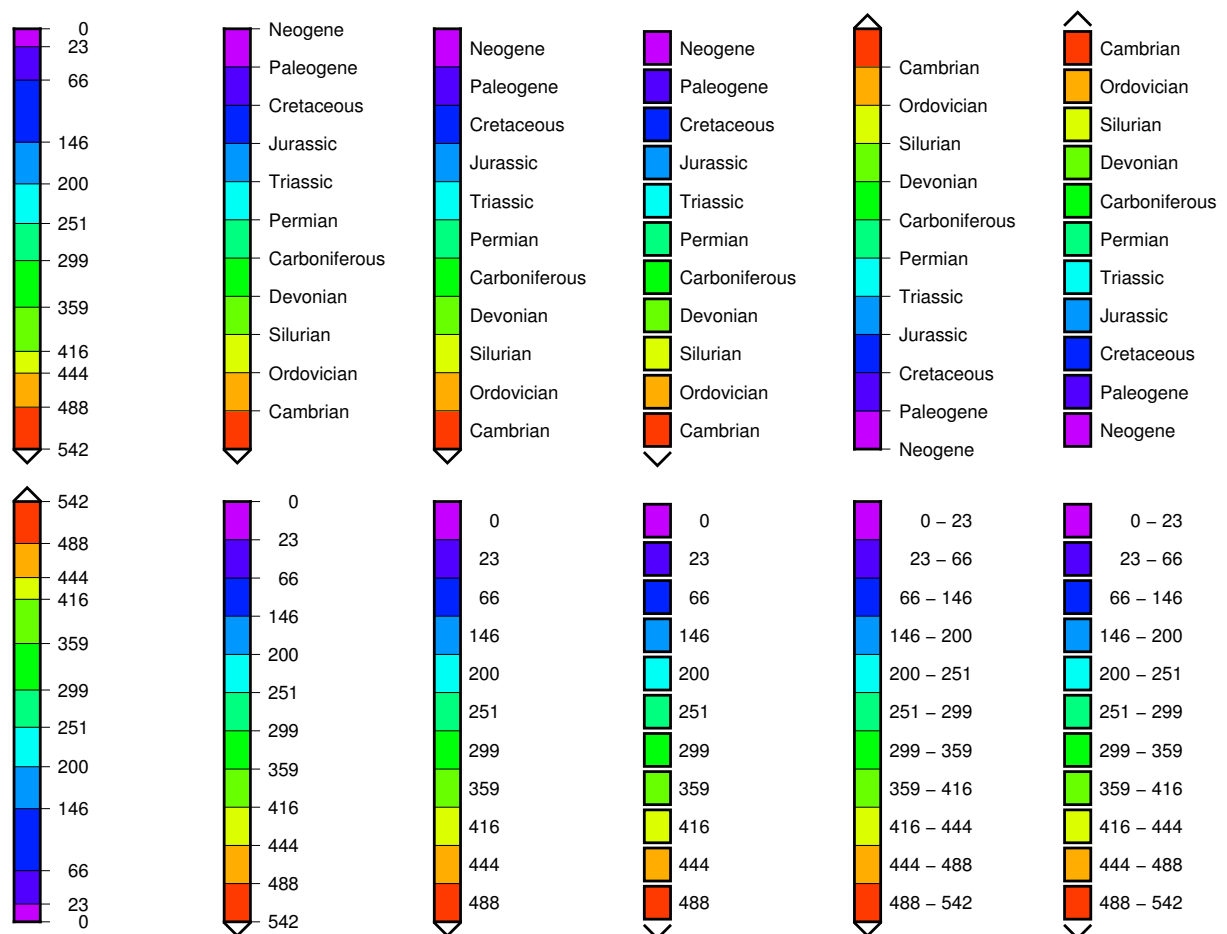 0
23
66
146
200
251
299
359
416
444
488
542
Neogene
Paleogene
Cretaceous
Jurassic
Triassic
Permian
Carboniferous
Devonian
Silurian
Ordovician
Cambrian
Neogene
Paleogene
Cretaceous
Jurassic
Triassic
Permian
Carboniferous
Devonian
Silurian
Ordovician
Cambrian
Neogene
Paleogene
Cretaceous
Jurassic
Triassic
Permian
Carboniferous
Devonian
Silurian
Ordovician
Cambrian
Cambrian
Ordovician
Silurian
Devonian
Carboniferous
Permian
Triassic
Jurassic
Cretaceous
Paleogene
Neogene
Cambrian
Ordovician
Silurian
Devonian
Carboniferous
Permian
Triassic
Jurassic
Cretaceous
Paleogene
Neogene
542
488
444
416
359
299
251
200
146
66
23
0
0
23
66
146
200
251
299
359
416
444
488
542
0
23
66
146
200
251
299
359
416
444
488
0
23
66
146
200
251
299
359
416
444
488
0 − 23
23 − 66
66 − 146
146 − 200
200 − 251
251 − 299
299 − 359
359 − 416
416 − 444
444 − 488
488 − 542
0 − 23
23 − 66
66 − 146
146 − 200
200 − 251
251 − 299
299 − 359
359 − 416
416 − 444
444 − 488
488 − 542